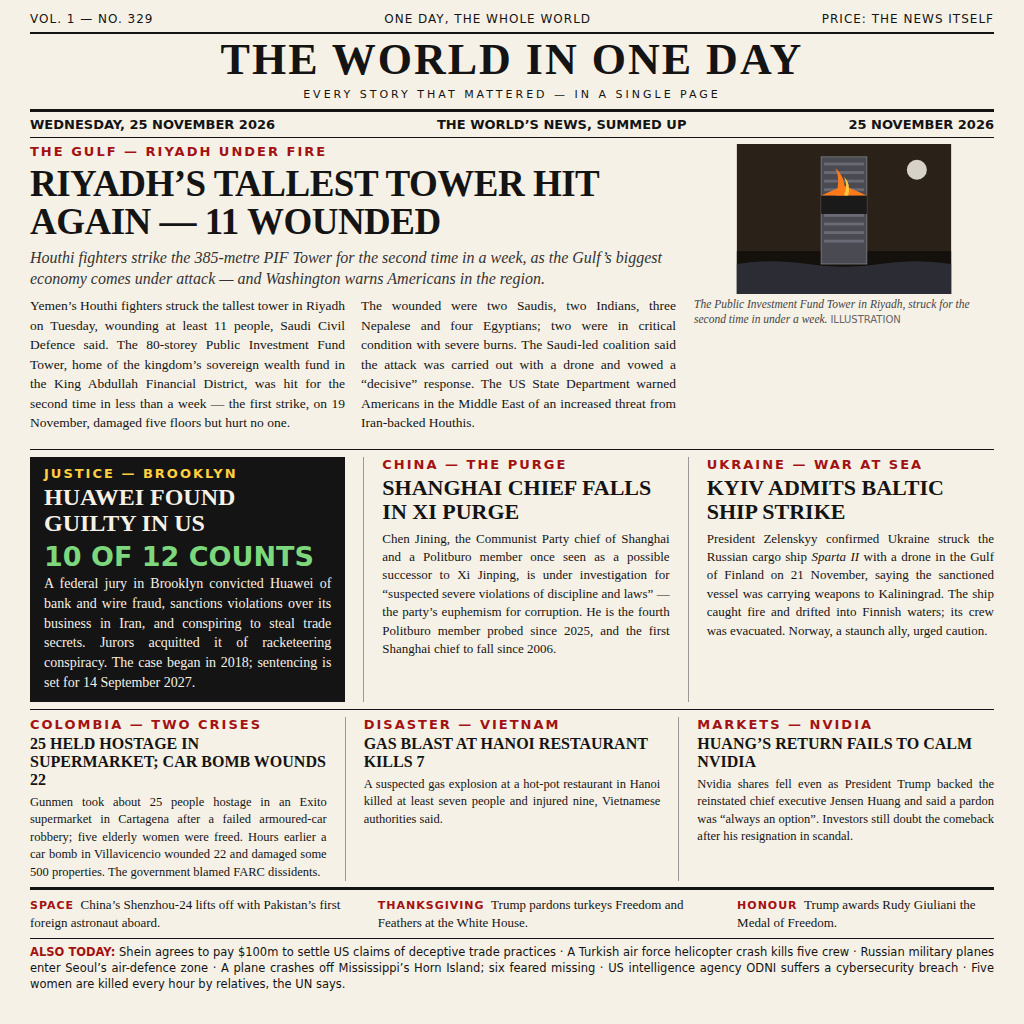 VOL. 1 — NO. 329
ONE DAY, THE WHOLE WORLD
PRICE: THE NEWS ITSELF
THE WORLD IN ONE DAY
EVERY STORY THAT MATTERED — IN A SINGLE PAGE
WEDNESDAY, 25 NOVEMBER 2026
THE WORLD’S NEWS, SUMMED UP
25 NOVEMBER 2026
THE GULF — RIYADH UNDER FIRE
RIYADH’S TALLEST TOWER HIT
AGAIN — 11 WOUNDED
Houthi fighters strike the 385-metre PIF Tower for the second time in a week, as the Gulf’s biggest
economy comes under attack — and Washington warns Americans in the region.
Yemen’s Houthi fighters struck the tallest tower in Riyadh
on Tuesday, wounding at least 11 people, Saudi Civil
Defence said. The 80-storey Public Investment Fund
Tower, home of the kingdom’s sovereign wealth fund in
the King Abdullah Financial District, was hit for the
second time in less than a week — the first strike, on 19
November, damaged five floors but hurt no one.
The wounded were two Saudis, two Indians, three
Nepalese and four Egyptians; two were in critical
condition with severe burns. The Saudi-led coalition said
the attack was carried out with a drone and vowed a
“decisive” response. The US State Department warned
Americans in the Middle East of an increased threat from
Iran-backed Houthis.
The Public Investment Fund Tower in Riyadh, struck for the
second time in under a week. ILLUSTRATION
JUSTICE — BROOKLYN
HUAWEI FOUND
GUILTY IN US
10 OF 12 COUNTS
A federal jury in Brooklyn convicted Huawei of
bank and wire fraud, sanctions violations over its
business in Iran, and conspiring to steal trade
secrets. Jurors acquitted it of racketeering
conspiracy. The case began in 2018; sentencing is
set for 14 September 2027.
CHINA — THE PURGE
SHANGHAI CHIEF FALLS
IN XI PURGE
Chen Jining, the Communist Party chief of Shanghai
and a Politburo member once seen as a possible
successor to Xi Jinping, is under investigation for
“suspected severe violations of discipline and laws” —
the party’s euphemism for corruption. He is the fourth
Politburo member probed since 2025, and the first
Shanghai chief to fall since 2006.
UKRAINE — WAR AT SEA
KYIV ADMITS BALTIC
SHIP STRIKE
President Zelenskyy confirmed Ukraine struck the
Russian cargo ship Sparta II with a drone in the Gulf
of Finland on 21 November, saying the sanctioned
vessel was carrying weapons to Kaliningrad. The ship
caught fire and drifted into Finnish waters; its crew
was evacuated. Norway, a staunch ally, urged caution.
COLOMBIA — TWO CRISES
25 HELD HOSTAGE IN
SUPERMARKET; CAR BOMB WOUNDS
22
Gunmen took about 25 people hostage in an Exito
supermarket in Cartagena after a failed armoured-car
robbery; five elderly women were freed. Hours earlier a
car bomb in Villavicencio wounded 22 and damaged some
500 properties. The government blamed FARC dissidents.
DISASTER — VIETNAM
GAS BLAST AT HANOI RESTAURANT
KILLS 7
A suspected gas explosion at a hot-pot restaurant in Hanoi
killed at least seven people and injured nine, Vietnamese
authorities said.
MARKETS — NVIDIA
HUANG’S RETURN FAILS TO CALM
NVIDIA
Nvidia shares fell even as President Trump backed the
reinstated chief executive Jensen Huang and said a pardon
was “always an option”. Investors still doubt the comeback
after his resignation in scandal.
SPACE China’s Shenzhou-24 lifts off with Pakistan’s first
foreign astronaut aboard.
THANKSGIVING Trump pardons turkeys Freedom and
Feathers at the White House.
HONOUR Trump awards Rudy Giuliani the
Medal of Freedom.
ALSO TODAY: Shein agrees to pay $100m to settle US claims of deceptive trade practices · A Turkish air force helicopter crash kills five crew · Russian military planes
enter Seoul’s air-defence zone · A plane crashes off Mississippi’s Horn Island; six feared missing · US intelligence agency ODNI suffers a cybersecurity breach · Five
women are killed every hour by relatives, the UN says.